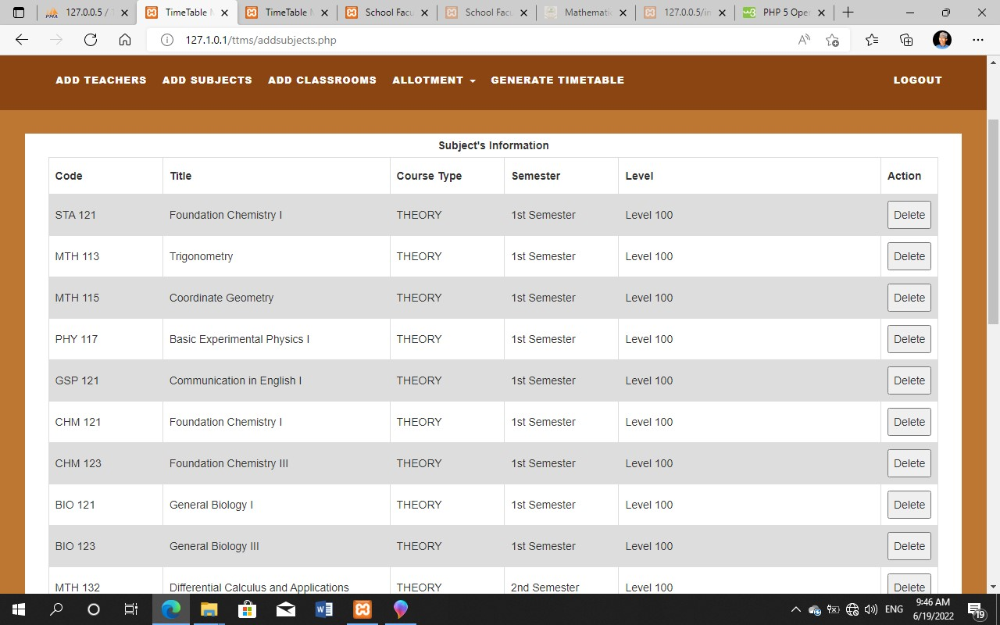 127.0.0.5 /
TimeTable
TimeTable
School Facu
School Facu
Mathemati
127.0.0.5/in
PHP 5 Ope
127.1.0.1/ttms/addsubjects.php
ADD TEACHERS ADD SUBJECTS ADD CLASSROOMS ALLOTMENT GENERATE TIMETABLE LOGOUT
Subject's Information
Code Title Course Type Semester Level Action
STA 121 Foundation Chemistry I THEORY 1st Semester Level 100 Delete
MTH 113 Trigonometry THEORY 1st Semester Level 100 Delete
MTH 115 Coordinate Geometry THEORY 1st Semester Level 100 Delete
PHY 117 Basic Experimental Physics I THEORY 1st Semester Level 100 Delete
GSP 121 Communication in English I THEORY 1st Semester Level 100 Delete
CHM 121 Foundation Chemistry I THEORY 1st Semester Level 100 Delete
CHM 123 Foundation Chemistry III THEORY 1st Semester Level 100 Delete
BIO 121 General Biology I THEORY 1st Semester Level 100 Delete
BIO 123 General Biology III THEORY 1st Semester Level 100 Delete
MTH 132 Differential Calculus and Applications THEORY 2nd Semester Level 100 Delete
ENG
9:46 AM
6/19/2022
19